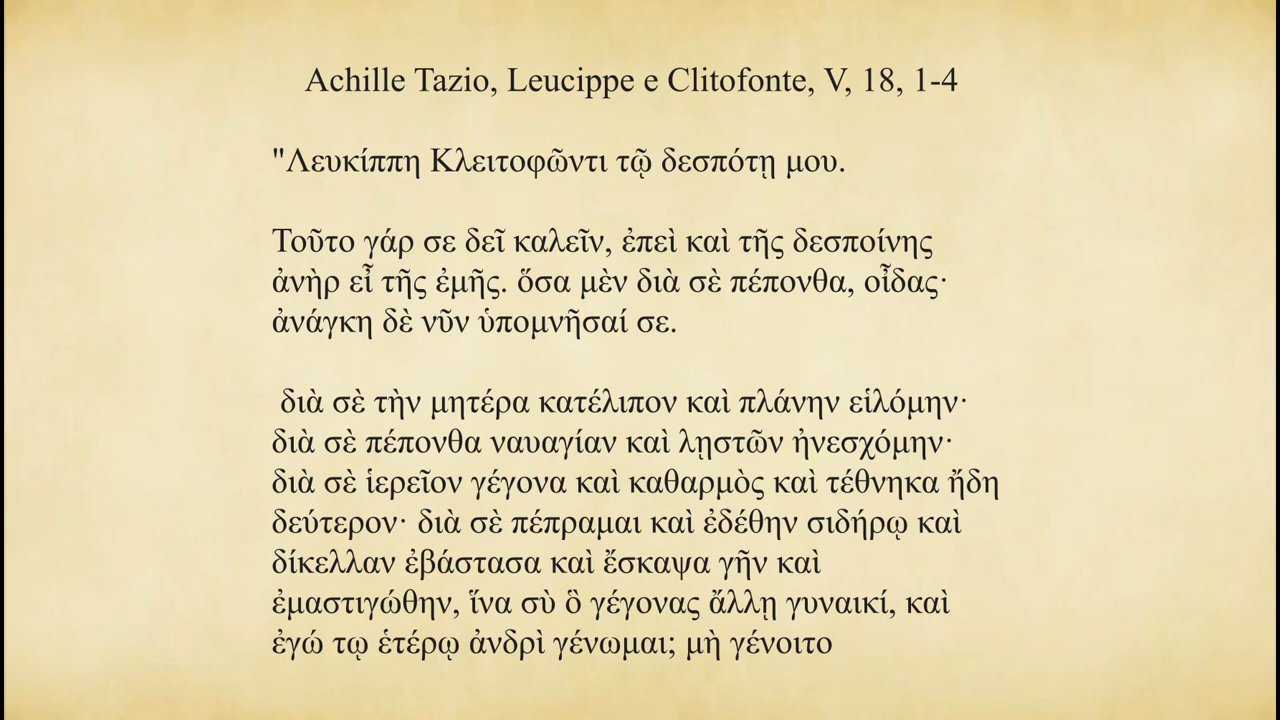 Achille Tazio, Leucippe e Clitofonte, V, 18, 1-4
"Λευκίππη Κλειτοφῶντι τῷ δεσπότῃ μου.
Τοῦτο γάρ σε δεῖ καλεῖν, ἐπεὶ καὶ τῆς δεσποίνης
ἀνὴρ εἶ τῆς ἐμῆς. ὅσα μὲν διὰ σὲ πέπονθα, οἶδας·
ἀνάγκη δὲ νῦν ὑπομνῆσαί σε.
διὰ σὲ τὴν μητέρα κατέλιπον καὶ πλάνην εἱλόμην·
διὰ σὲ πέπονθα ναυαγίαν καὶ λῃστῶν ἠνεσχόμην·
διὰ σὲ ἱερεῖον γέγονα καὶ καθαρμὸς καὶ τέθνηκα ἤδη
δεύτερον· διὰ σὲ πέπραμαι καὶ ἐδέθην σιδήρῳ καὶ
δίκελλαν ἐβάστασα καὶ ἔσκαψα γῆν καὶ
ἐμαστιγώθην, ἵνα σὺ ὃ γέγονας ἄλλῃ γυναικί, καὶ
ἐγώ τῳ ἑτέρῳ ἀνδρὶ γένωμαι; μὴ γένοιτο